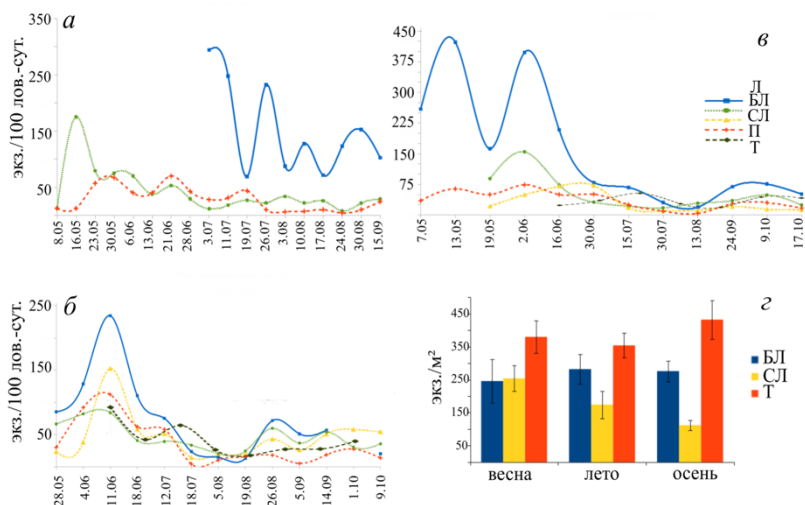 а
экз./100 лов.-сут.
350
250
150
50
8.05 16.05 23.05 30.05 6.06 13.06 21.06 28.06 3.07 11.07 19.07 26.07 3.08 10.08 17.08 24.08 30.08 15.09
в
450
375
300
225
150
75
7.05 13.05 19.05 2.06 16.06 30.06 15.07 30.07 13.08 24.09 9.10 17.10
Л
БЛ
СЛ
П
Т
б
экз./100 лов.-сут.
250
150
50
28.05 4.06 11.06 18.06 12.07 18.07 5.08 19.08 26.08 5.09 14.09 1.10 9.10
г
экз./м²
450
350
250
150
50
весна лето осень
БЛ
СЛ
Т